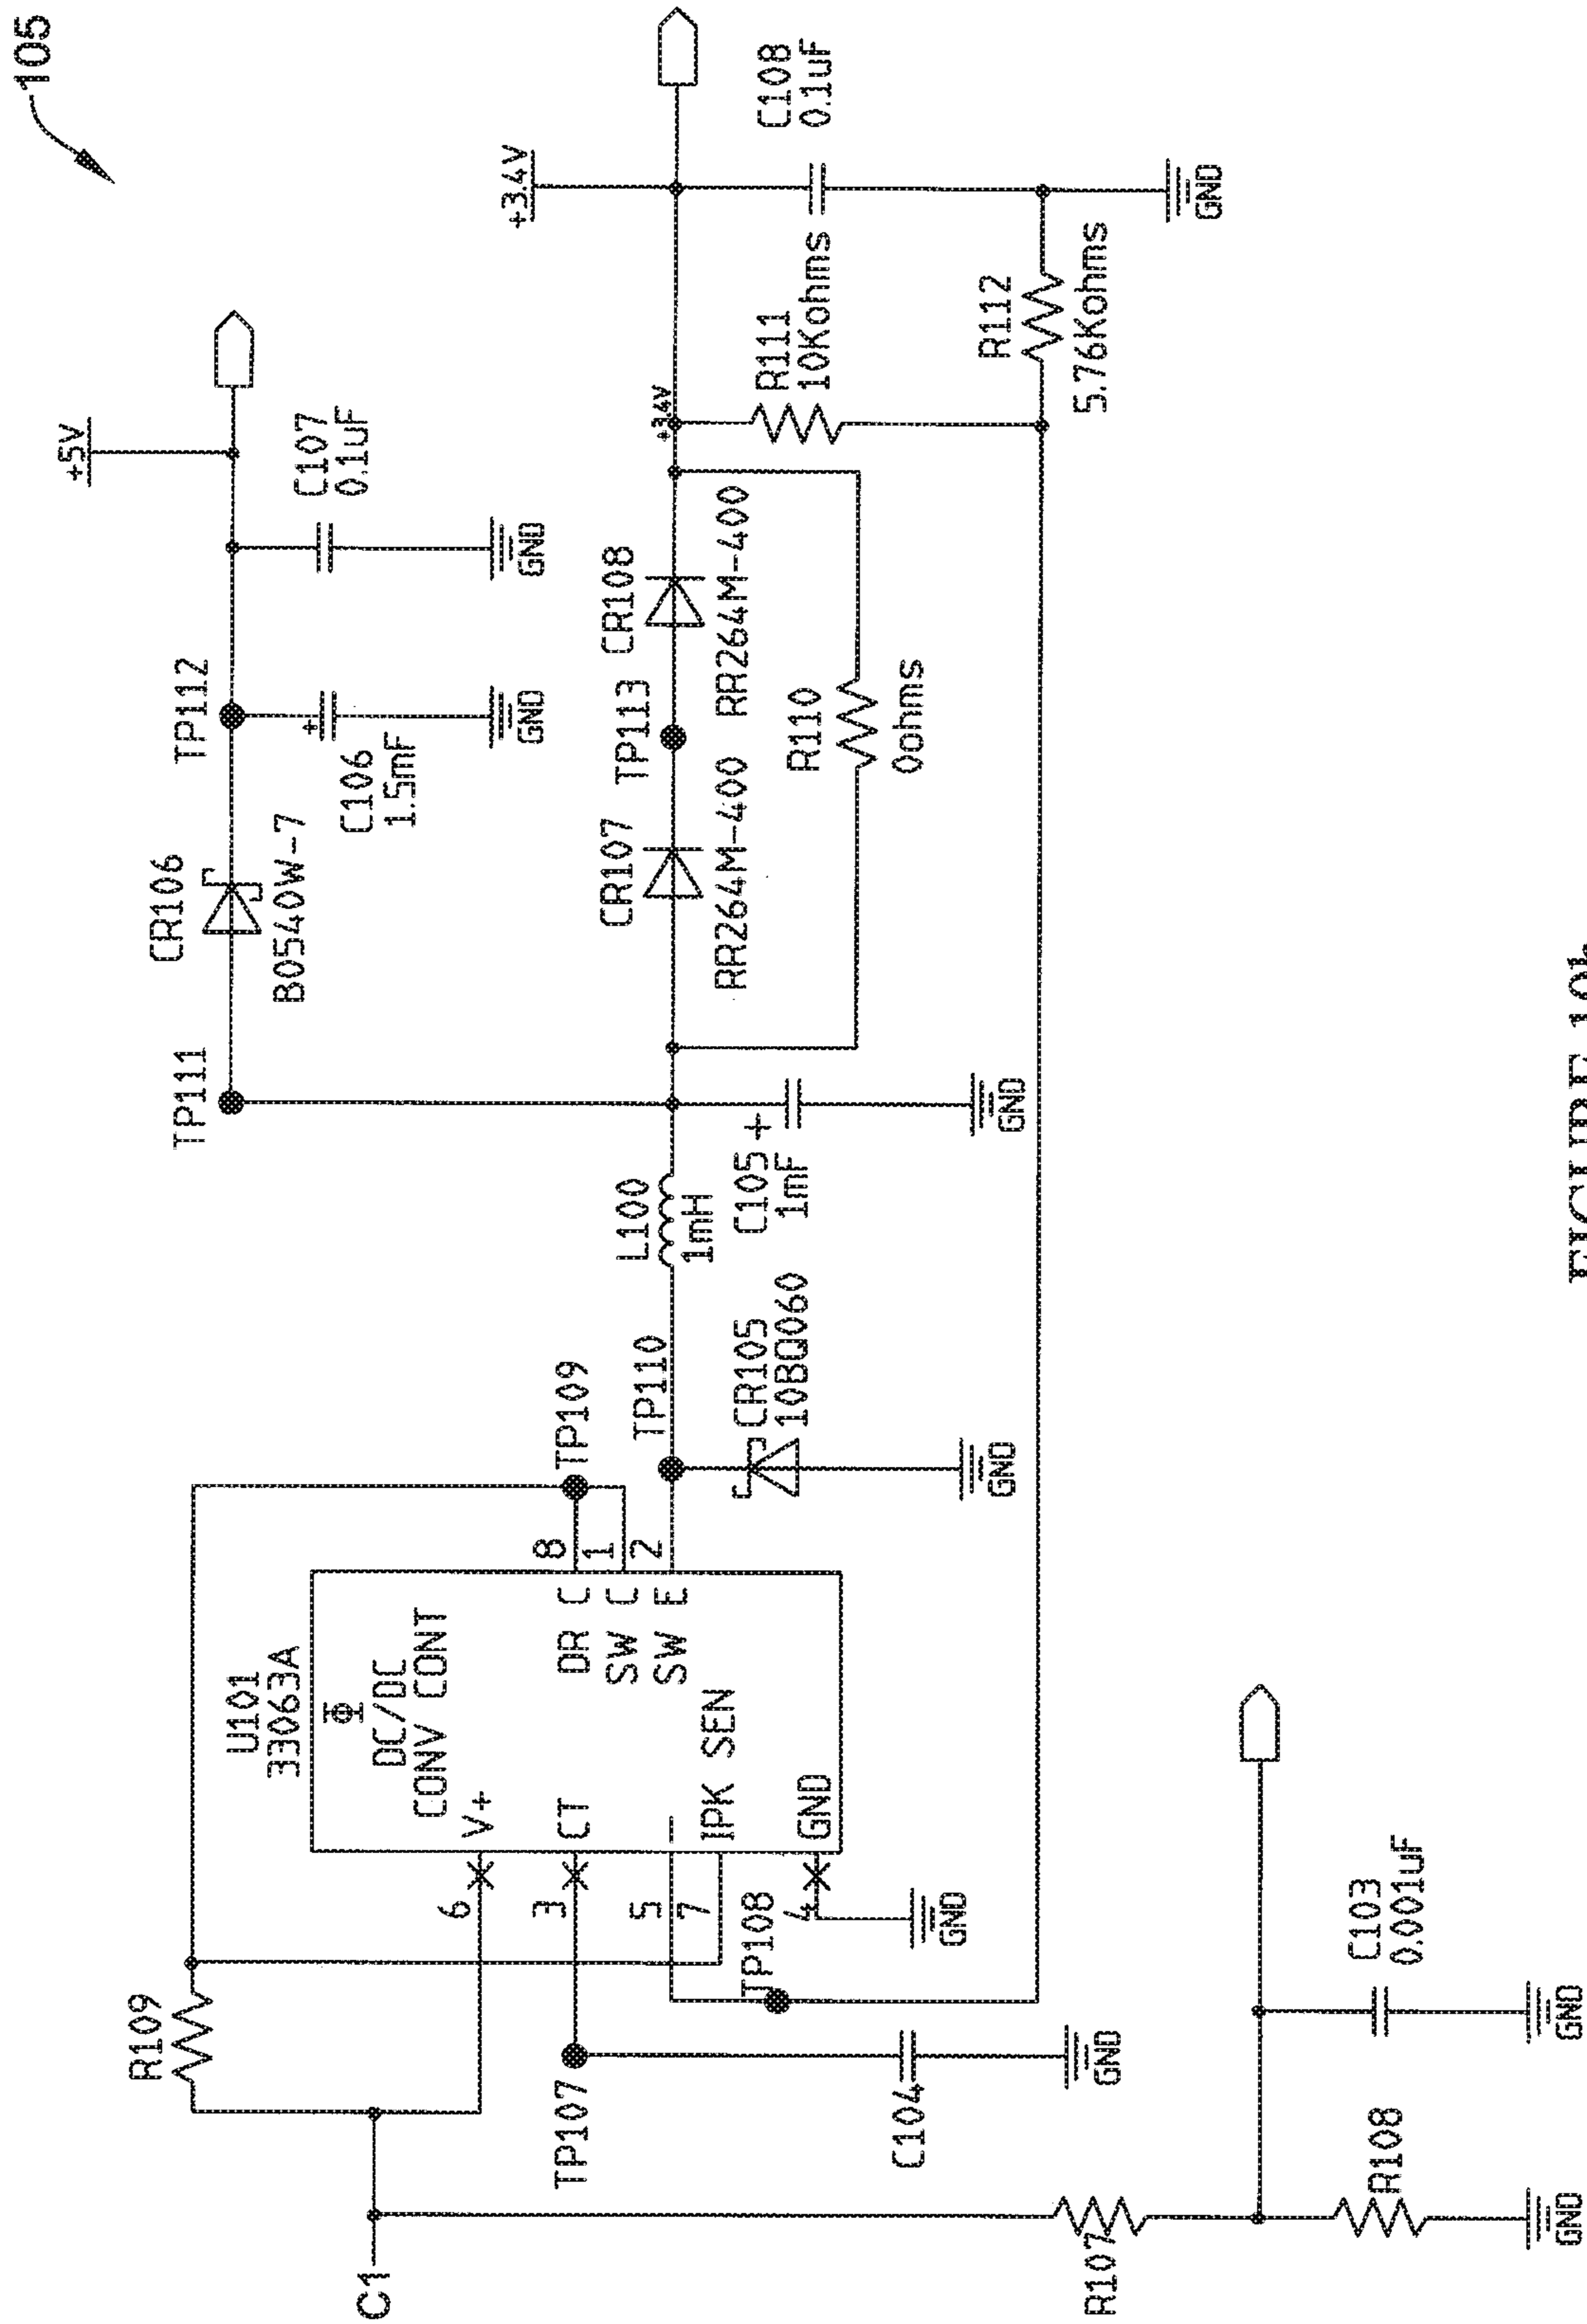 105
+5V
+3.4V
TP111
CR106
B0540W-7
TP112
C106
1.5mF
GND
C107
0.1uF
GND
U101
33063A
DC/DC
CONV CONT
V+
CT
—
IPK SEN
GND
DR C
SW C
SW E
6
3
5
7
4
8
1
2
R109
TP109
TP110
L100
1mH
CR105
10BQ060
GND
C105
+
1mF
GND
CR107
RR264M-400
TP113
CR108
RR264M-400
R110
0ohms
+3.4V
R111
10Kohms
C108
0.1uF
R112
5.76Kohms
GND
TP107
TP108
GND
C104
GND
C1
R107
R108
GND
C103
0.001uF
GND